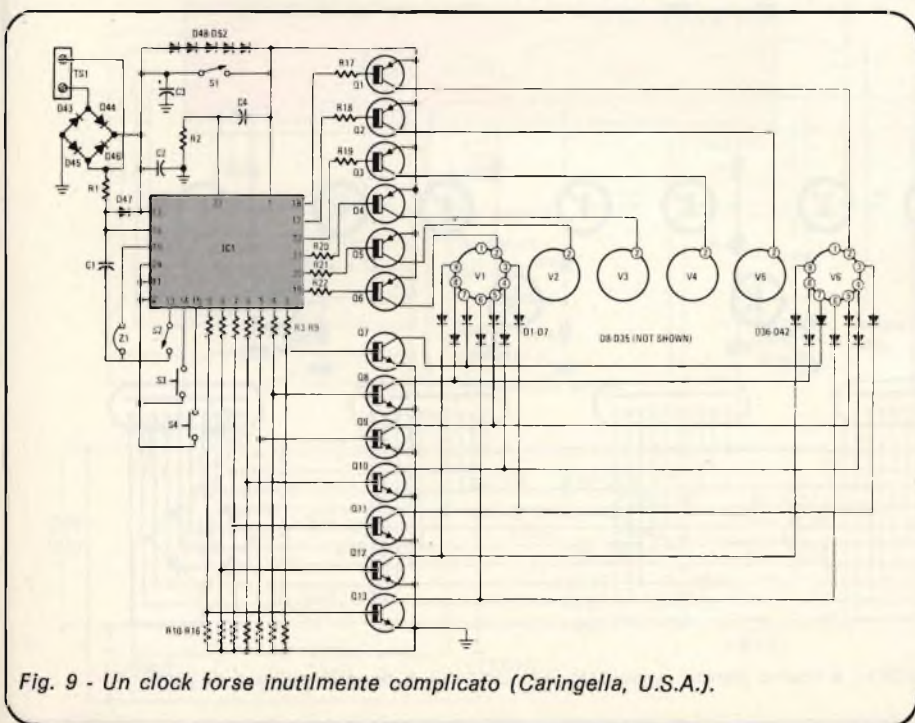 D48-D52
TS1
D43
D44
D45
D46
C3
S1
C4
R2
C2
R1
D47
C1
IC1
R17
R18
R19
R20
R21
R22
Q1
Q2
Q3
Q4
Q5
Q6
Q7
Q8
Q9
Q10
Q11
Q12
Q13
Z1
S2
S3
S4
R3-R9
R10-R16
V1
V2
V3
V4
V5
V6
D1-D7
D8-D35 (NOT SHOWN)
D36-D42
Fig. 9 - Un clock forse inutilmente complicato (Caringella, U.S.A.).